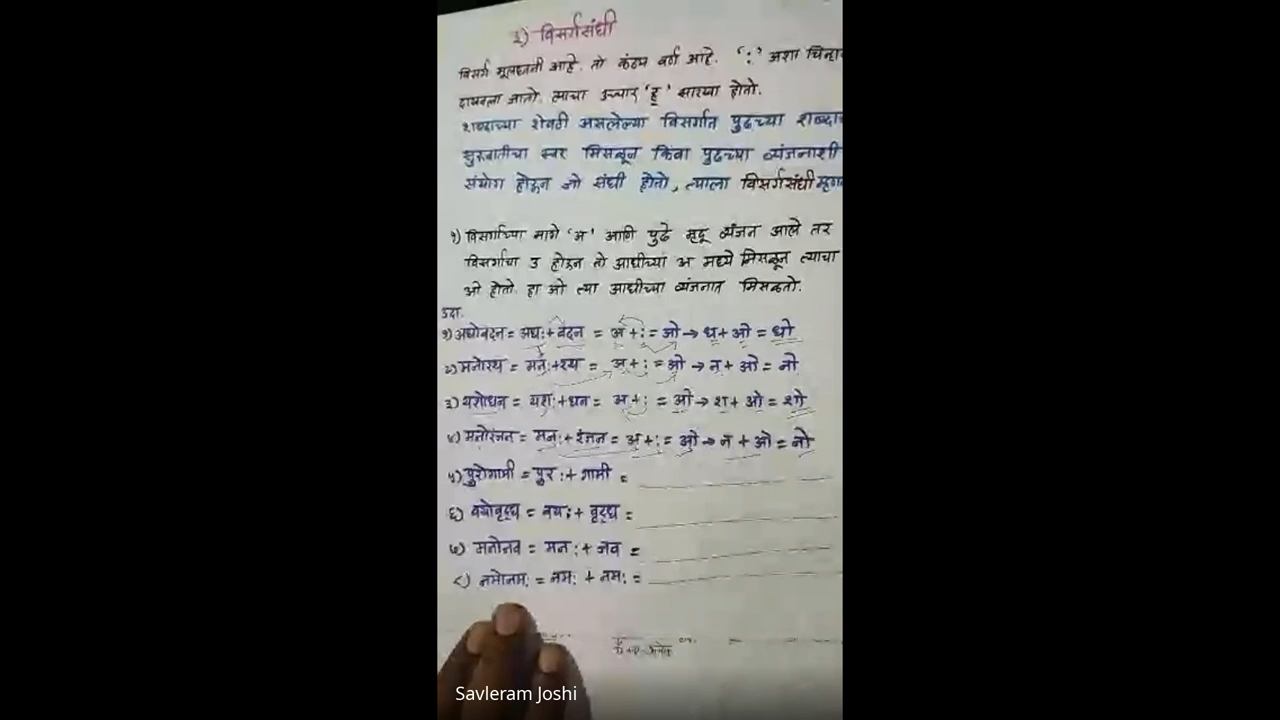 ३) विसर्गसंधी
विसर्ग मूलध्वनी आहे. तो कंठ्य वर्ण आहे. ':' अशा चिन्हा
दाखवला जातो. त्याचा उच्चार 'ह्' सारखा होतो.
शब्दाच्या शेवटी असलेल्या विसर्गात पुढच्या शब्दा
सुरुवातीचा स्वर मिसळून किंवा पुढच्या व्यंजनाशी
संयोग होऊन जो संधी होतो, त्याला विसर्गसंधी म्हण
१) विसर्गाच्या मागे 'अ' आणि पुढे मृदू व्यंजन आले तर
विसर्गाचा उ होऊन तो आधीच्या अ मध्ये मिसळून त्याचा
ओ होतो. हा ओ त्या आधीच्या व्यंजनात मिसळतो.
उदा.
१) अधोवदन = अधः + वदन = अ + : = ओ → ध + ओ = धो
२) मनोरथ = मनः + रथ = अ + : = ओ → न + ओ = नो
३) यशोधन = यशः + धन = अ + : = ओ → श + ओ = शो
४) मनोरंजन = मनः + रंजन = अ + : = ओ → न + ओ = नो
५) पुरोगामी = पुरः + गामी =
६) वयोवृद्ध = वयः + वृद्ध =
७) मनोजव = मनः + जव =
८) नमोनमः = नमः + नमः =
Savleram Joshi